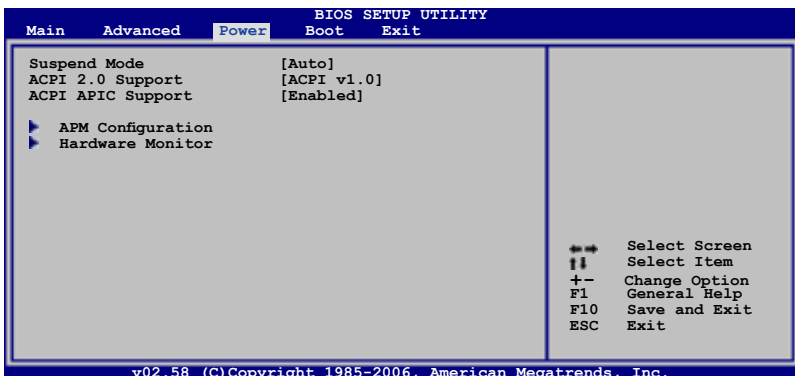 BIOS SETUP UTILITY
Main Advanced Power Boot Exit
Suspend Mode [Auto]
ACPI 2.0 Support [ACPI v1.0]
ACPI APIC Support [Enabled]
APM Configuration
Hardware Monitor
Select Screen
Select Item
+- Change Option
F1 General Help
F10 Save and Exit
ESC Exit
v02.58 (C)Copyright 1985-2006, American Megatrends, Inc.